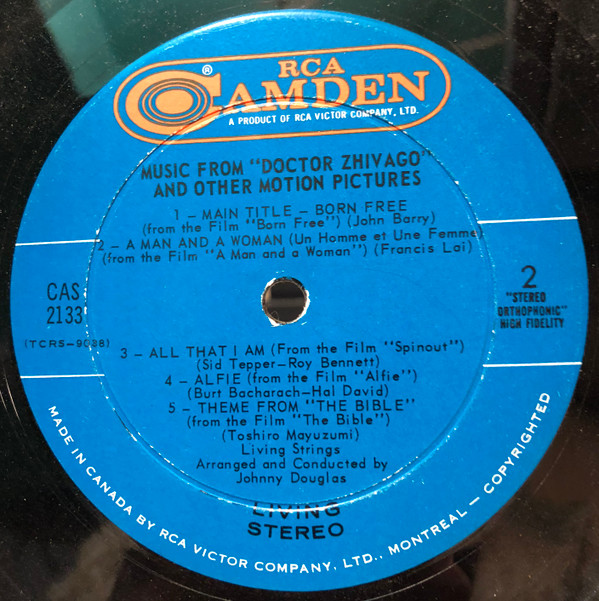 RCA
CAMDEN
®
A PRODUCT OF RCA VICTOR COMPANY, LTD.
MUSIC FROM "DOCTOR ZHIVAGO"
AND OTHER MOTION PICTURES
1 – MAIN TITLE – BORN FREE
(from the Film "Born Free") (John Barry)
2 – A MAN AND A WOMAN (Un Homme et Une Femme)
(from the Film "A Man and a Woman") (Francis Lai)
CAS
2133
(TCRS-9088)
2
"STEREO
ORTHOPHONIC"
HIGH FIDELITY
3 – ALL THAT I AM (From the Film "Spinout")
(Sid Tepper-Roy Bennett)
4 – ALFIE (from the Film "Alfie")
(Burt Bacharach-Hal David)
5 – THEME FROM "THE BIBLE"
(from the Film "The Bible")
(Toshiro Mayuzumi)
Living Strings
Arranged and Conducted by
Johnny Douglas
LIVING
STEREO
MADE IN CANADA BY RCA VICTOR COMPANY, LTD., MONTREAL – COPYRIGHTED